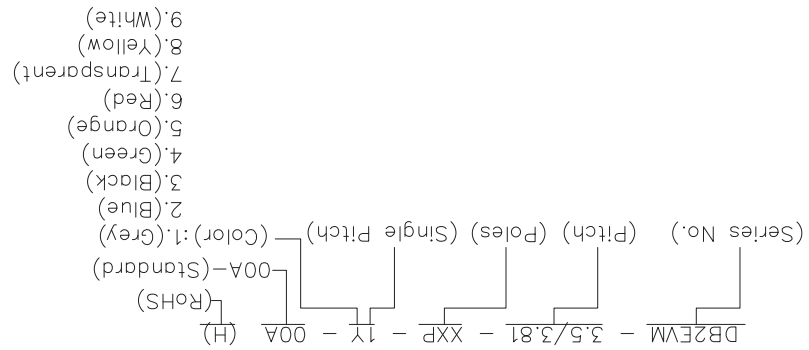 DB2EVM - 3.5/3.81 - XXP - 1Y - 00A (H)
(RoHS)
00A-(Standard)
(Series No.) (Pitch) (Poles) (Single Pitch) (Color):1.(Grey)
2.(Blue)
3.(Black)
4.(Green)
5.(Orange)
6.(Red)
7.(Transparent)
8.(Yellow)
9.(White)